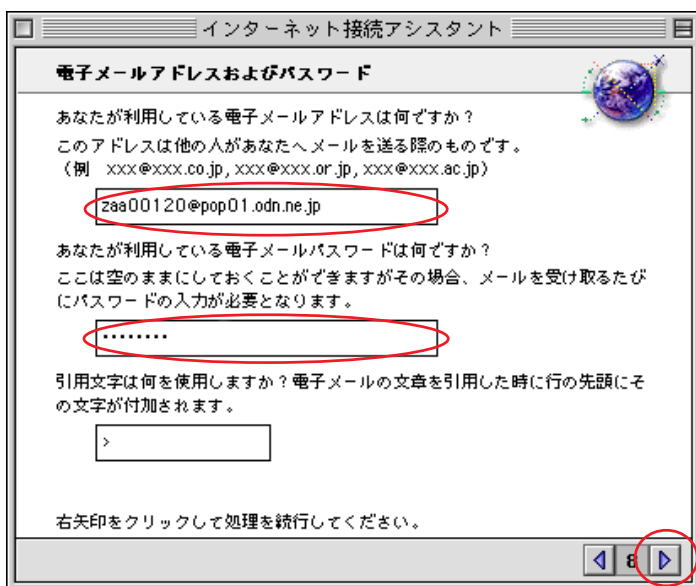 インターネット接続アシスタント
電子メールアドレスおよびパスワード
あなたが利用している電子メールアドレスは何ですか？
このアドレスは他の人があなたへメールを送る際のものです。
（例　xxx@xxx.co.jp, xxx@xxx.or.jp, xxx@xxx.ac.jp）
zaa00120@pop01.odn.ne.jp
あなたが利用している電子メールパスワードは何ですか？
ここは空のままにしておくことができますがその場合、メールを受け取るたび
にパスワードの入力が必要となります。
••••••••
引用文字は何を使用しますか？電子メールの文章を引用した時に行の先頭にそ
の文字が付加されます。
>
右矢印をクリックして処理を続行してください。
8